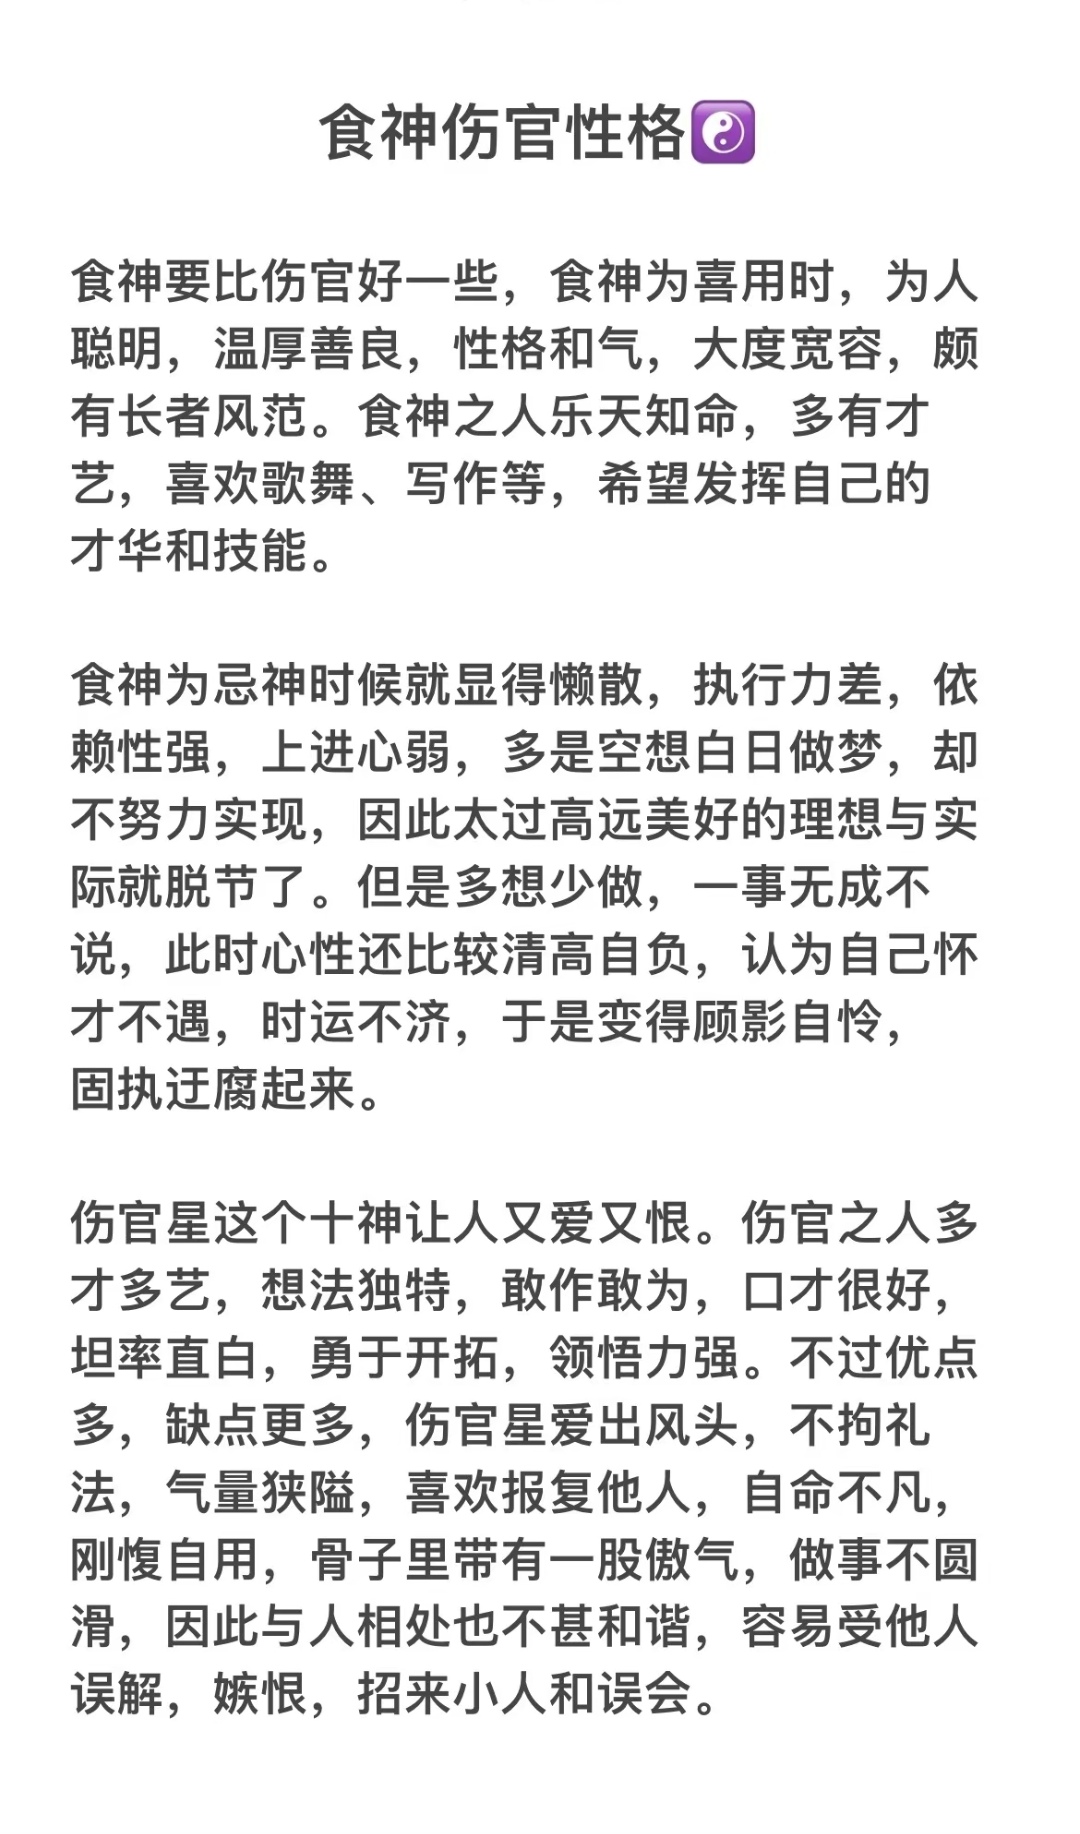 食神伤官性格☯️
食神要比伤官好一些，食神为喜用时，为人
聪明，温厚善良，性格和气，大度宽容，颇
有长者风范。食神之人乐天知命，多有才
艺，喜欢歌舞、写作等，希望发挥自己的
才华和技能。
食神为忌神时候就显得懒散，执行力差，依
赖性强，上进心弱，多是空想白日做梦，却
不努力实现，因此太过高远美好的理想与实
际就脱节了。但是多想少做，一事无成不
说，此时心性还比较清高自负，认为自己怀
才不遇，时运不济，于是变得顾影自怜，
固执迂腐起来。
伤官星这个十神让人又爱又恨。伤官之人多
才多艺，想法独特，敢作敢为，口才很好，
坦率直白，勇于开拓，领悟力强。不过优点
多，缺点更多，伤官星爱出风头，不拘礼
法，气量狭隘，喜欢报复他人，自命不凡，
刚愎自用，骨子里带有一股傲气，做事不圆
滑，因此与人相处也不甚和谐，容易受他人
误解，嫉恨，招来小人和误会。